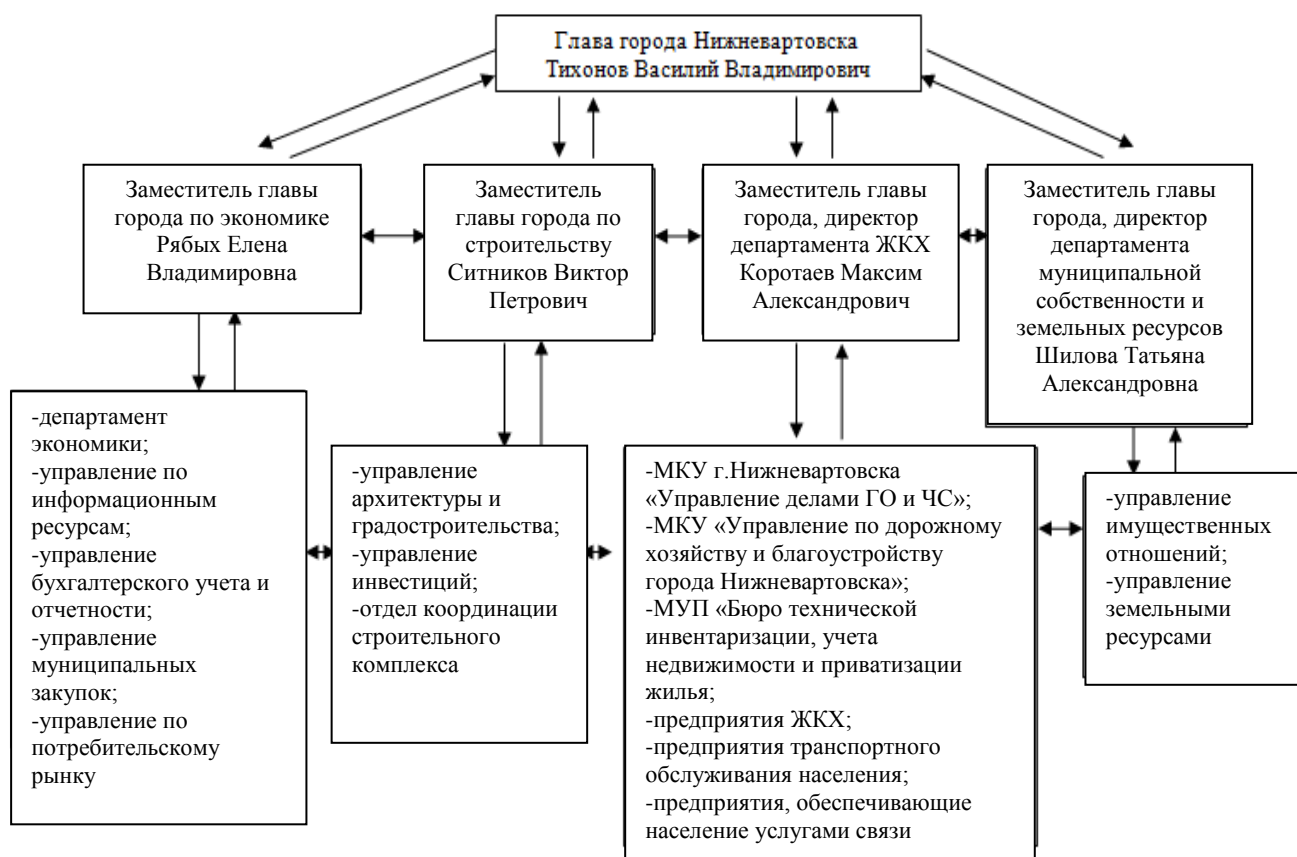 Глава города Нижневартовска
Тихонов Василий Владимирович
Заместитель главы
города по экономике
Рябых Елена
Владимировна
Заместитель
главы города по
строительству
Ситников Виктор
Петрович
Заместитель главы
города, директор
департамента ЖКХ
Коротаев Максим
Александрович
Заместитель главы
города, директор
департамента
муниципальной
собственности и
земельных ресурсов
Шилова Татьяна
Александровна
-департамент
экономики;
-управление по
информационным
ресурсам;
-управление
бухгалтерского учета и
отчетности;
-управление
муниципальных
закупок;
-управление по
потребительскому
рынку
-управление
архитектуры и
градостроительства;
-управление
инвестиций;
-отдел координации
строительного
комплекса
-МКУ г.Нижневартовска
«Управление делами ГО и ЧС»;
-МКУ «Управление по дорожному
хозяйству и благоустройству
города Нижневартовска»;
-МУП «Бюро технической
инвентаризации, учета
недвижимости и приватизации
жилья;
-предприятия ЖКХ;
-предприятия транспортного
обслуживания населения;
-предприятия, обеспечивающие
население услугами связи
-управление
имущественных
отношений;
-управление
земельными
ресурсами